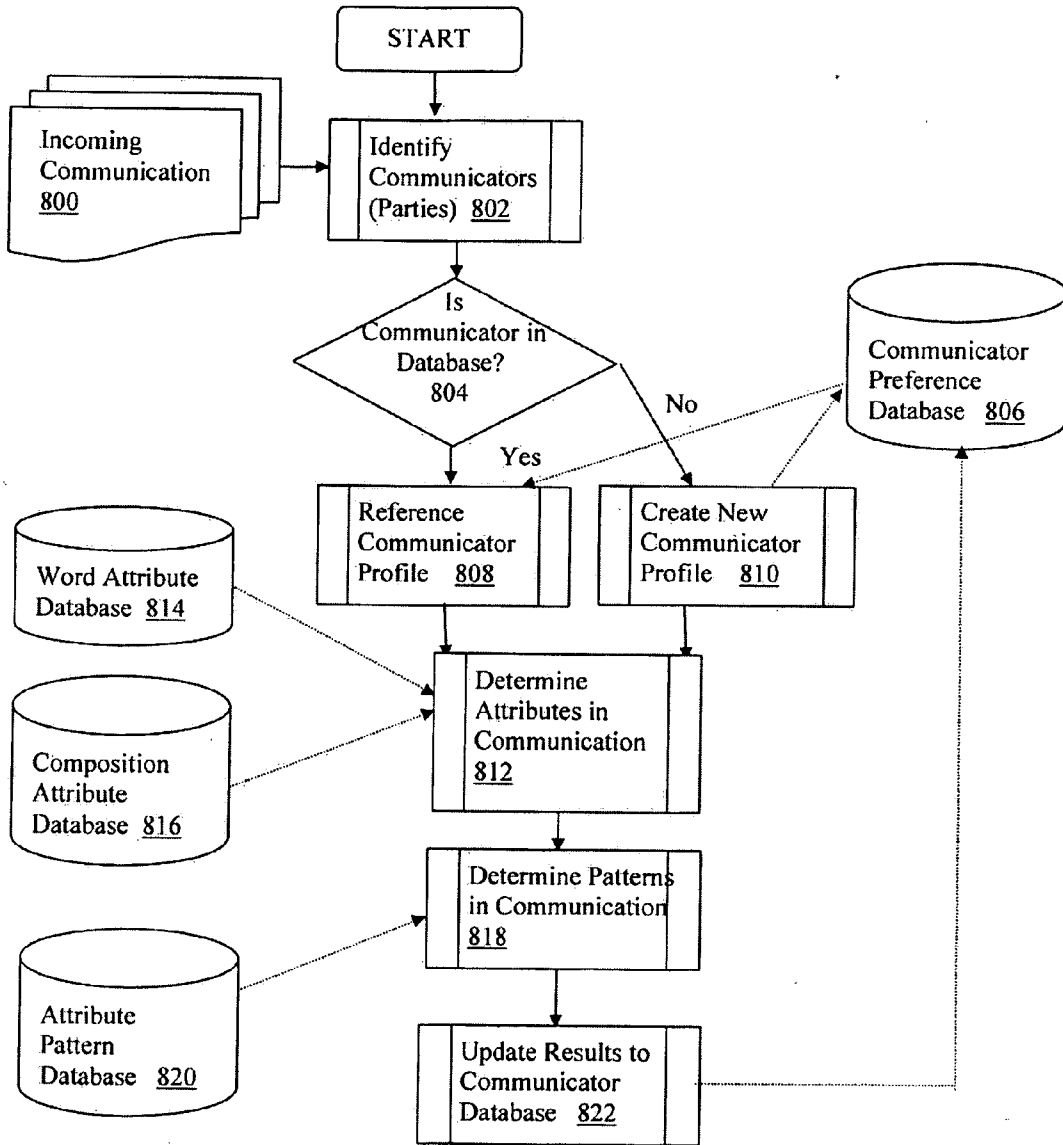 START
Incoming
Communication
800
Identify
Communicators
(Parties) 802
Is
Communicator in
Database?
804
Communicator
Preference
Database 806
No
Yes
Reference
Communicator
Profile 808
Create New
Communicator
Profile 810
Word Attribute
Database 814
Determine
Attributes in
Communication
812
Composition
Attribute
Database 816
Determine Patterns
in Communication
818
Attribute
Pattern
Database 820
Update Results to
Communicator
Database 822